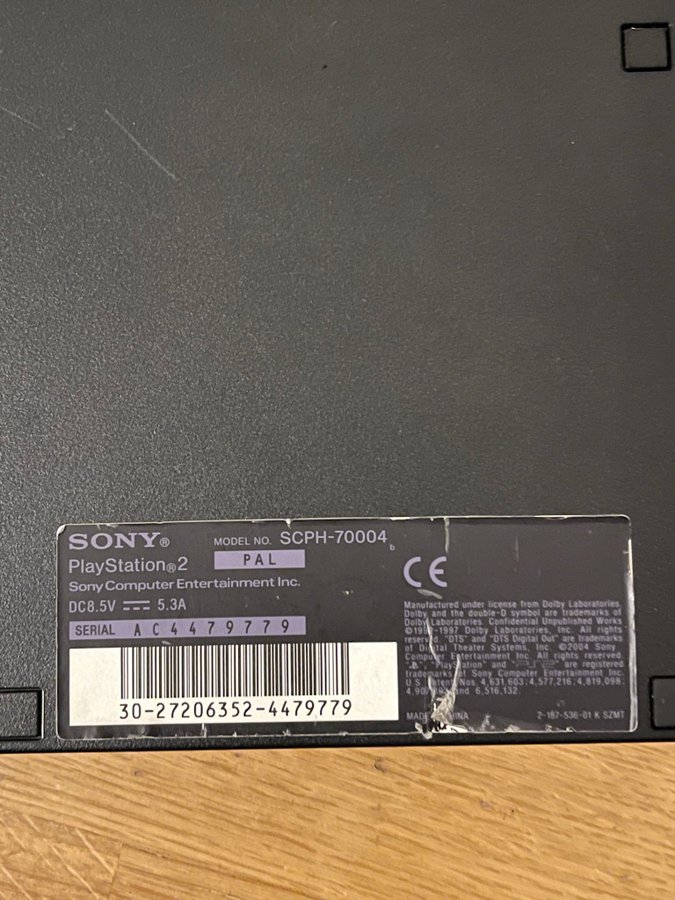 SONY®
MODEL NO. SCPH-70004 b
PlayStation®2
PAL
Sony Computer Entertainment Inc.
DC8.5V ⎓ 5.3A
SERIAL AC4479779
30-27206352-4479779
CE
Manufactured under license from Dolby Laboratories.
Dolby and the double-D symbol are trademarks of
Dolby Laboratories. Confidential Unpublished Works
-1997 Dolby Laboratories, Inc. All rights
reserved. "DTS" and "DTS Digital Out" are trademarks
of Digital Theater Systems, Inc. ©2004 Sony
Computer Entertainment Inc. All rights reserved.
"PlayStation" and are registered
trademarks of Sony Computer Entertainment Inc.
U.S. Patent Nos. 4,631,603,4,577,216,4,819,098,
and 6,516,132.
MADE IN CHINA
2-187-536-01 K SZMT